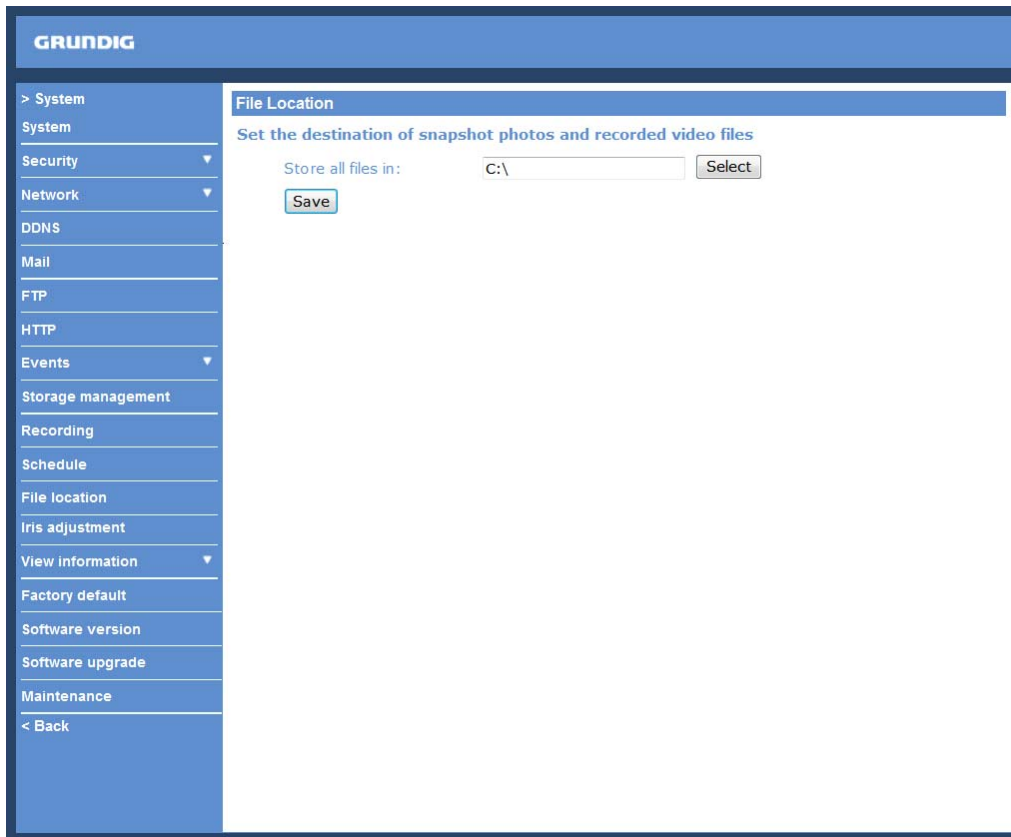 GRUNDIG
> System
System
Security
Network
DDNS
Mail
FTP
HTTP
Events
Storage management
Recording
Schedule
File location
Iris adjustment
View information
Factory default
Software version
Software upgrade
Maintenance
< Back
File Location
Set the destination of snapshot photos and recorded video files
Store all files in: C:\ Select
Save